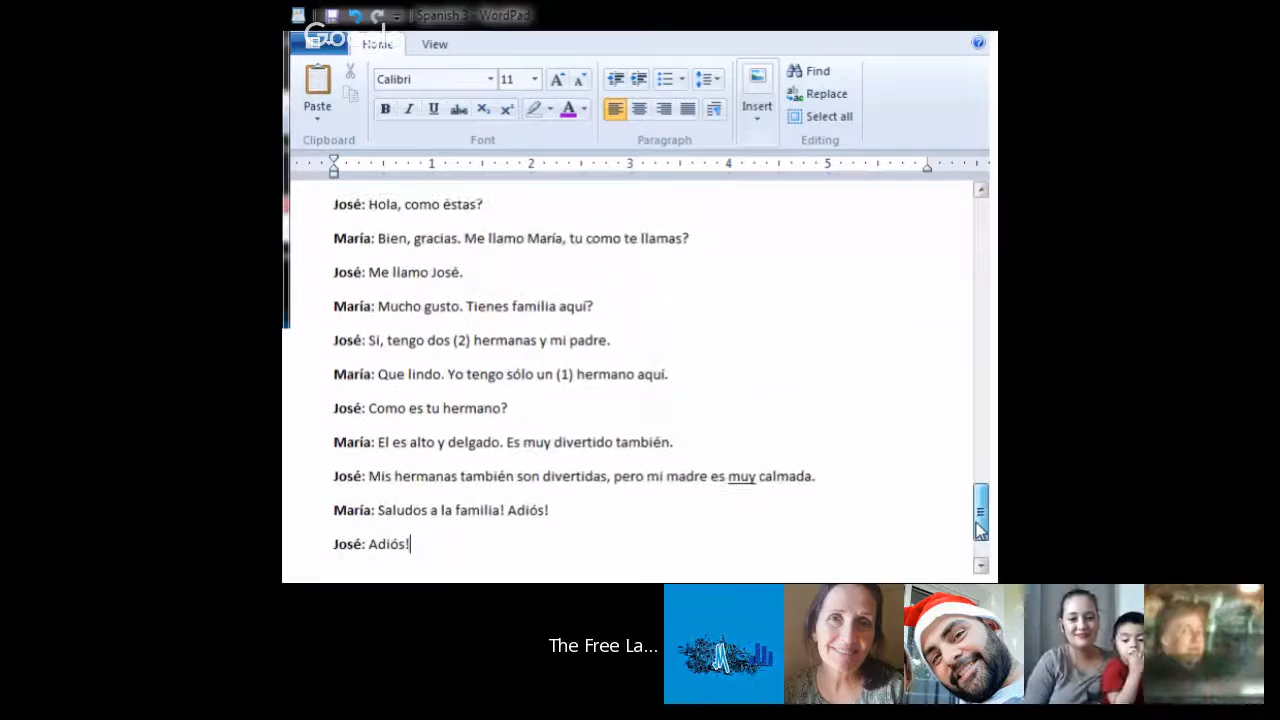 Spanish 3 - WordPad
Home View
Calibri 11 Find
Replace
Paste Insert Select all
Clipboard Font Paragraph Editing
1 2 3 4 5
José: Hola, como éstas?
María: Bien, gracias. Me llamo María, tu como te llamas?
José: Me llamo José.
María: Mucho gusto. Tienes familia aquí?
José: Si, tengo dos (2) hermanas y mi padre.
María: Que lindo. Yo tengo sólo un (1) hermano aquí.
José: Como es tu hermano?
María: El es alto y delgado. Es muy divertido también.
José: Mis hermanas también son divertidas, pero mi madre es muy calmada.
María: Saludos a la familia! Adiós!
José: Adiós!
The Free La...